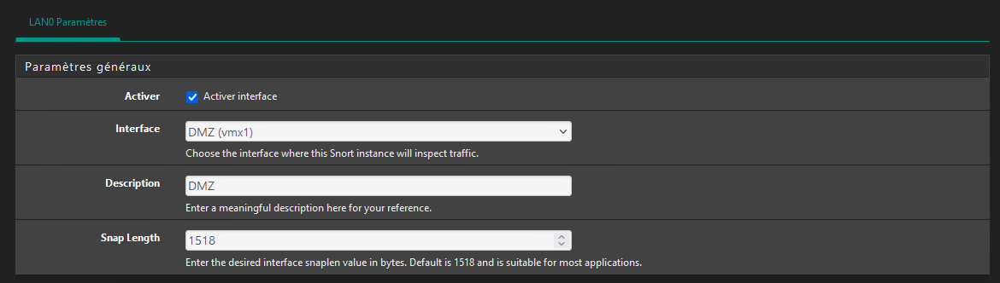 LAN0 Paramètres
Paramètres généraux
Activer Activer interface
Interface DMZ (vmx1)
Choose the interface where this Snort instance will inspect traffic.
Description DMZ
Enter a meaningful description here for your reference.
Snap Length 1518
Enter the desired interface snaplen value in bytes. Default is 1518 and is suitable for most applications.